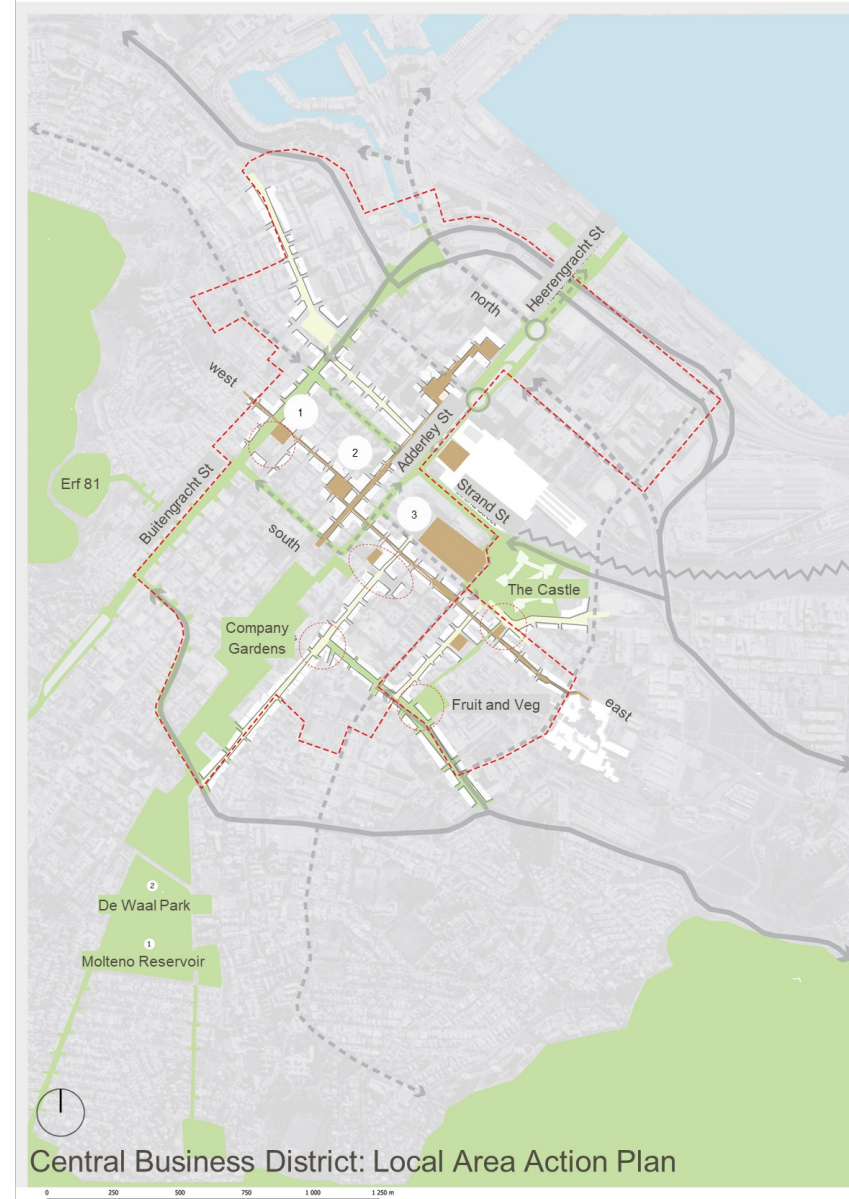 Heerengracht St
north
west
1
2
Adderley St
Erf 81
Buitengracht St
Strand St
3
south
The Castle
Company
Gardens
Fruit and Veg
east
2
De Waal Park
1
Molteno Reservoir
Central Business District: Local Area Action Plan
0 250 500 750 1 000 1 250 m